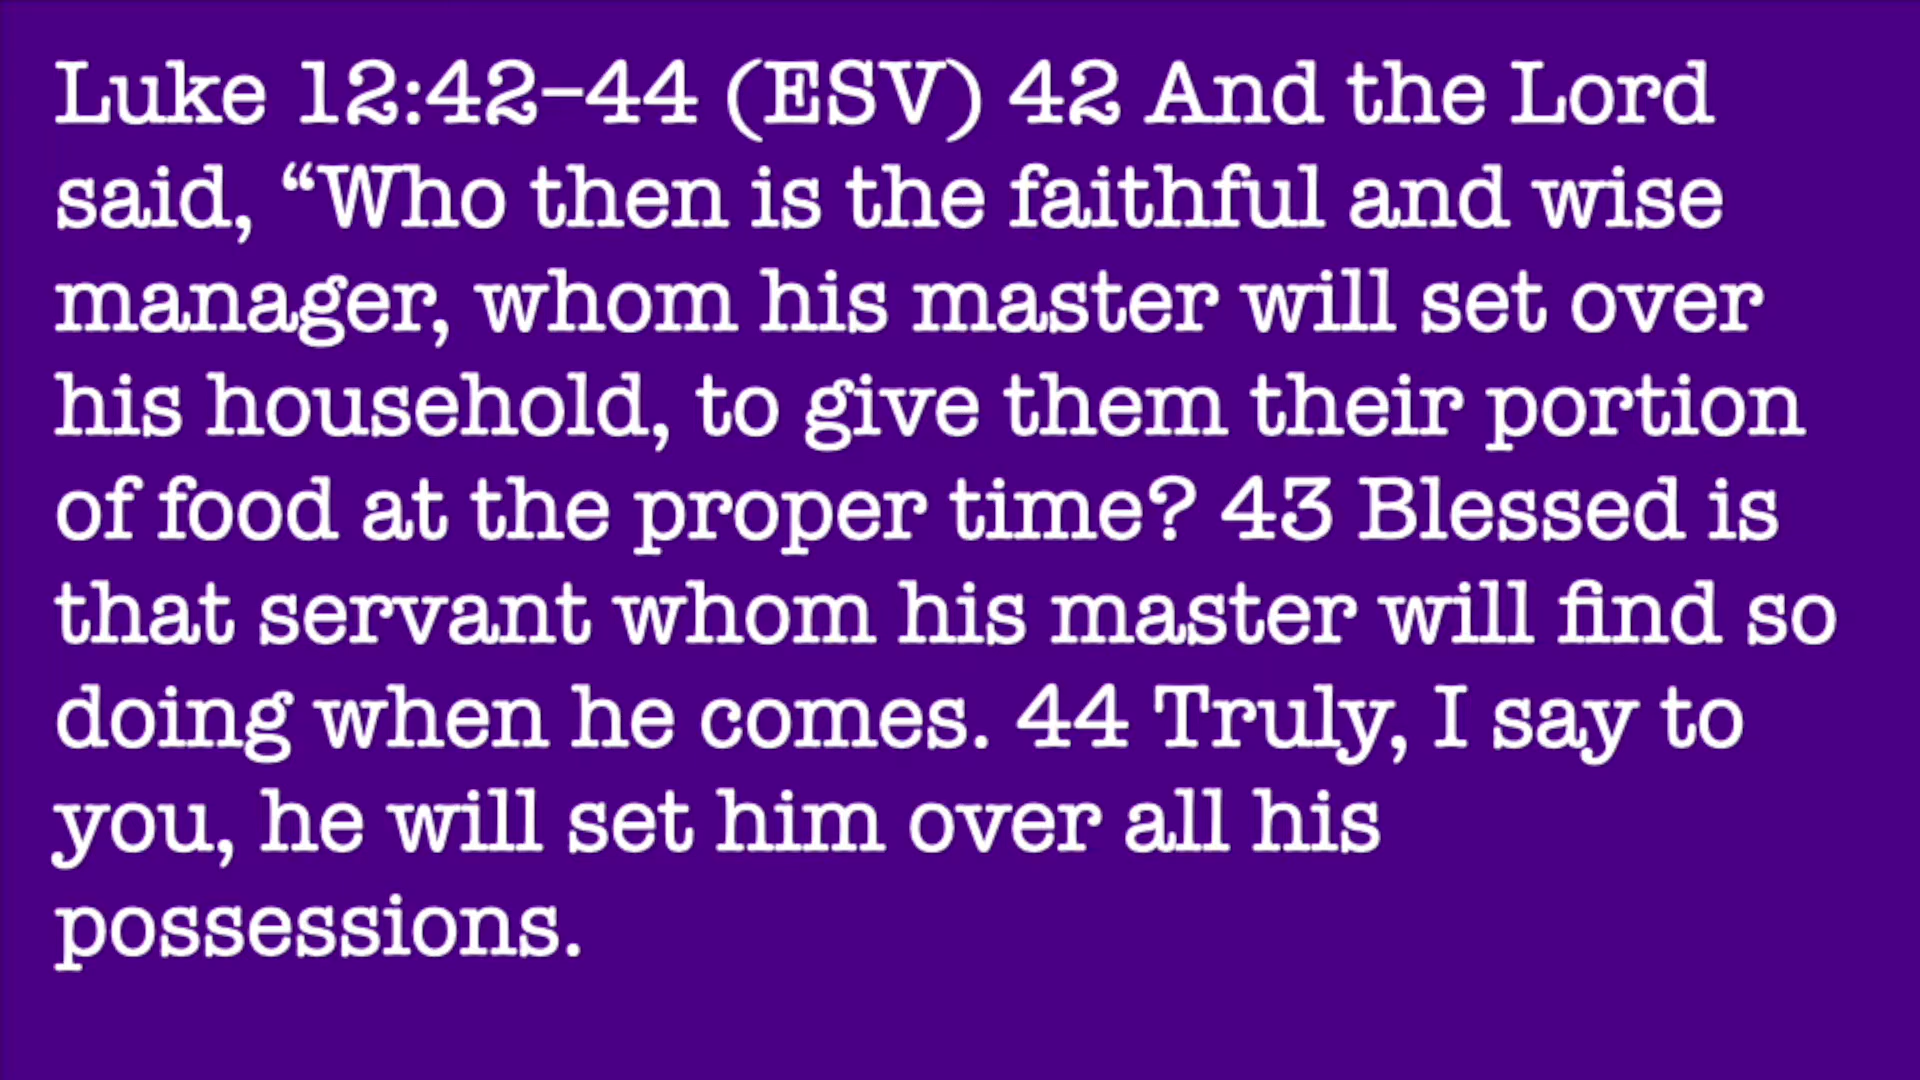 Luke 12:42–44 (ESV) 42 And the Lord
said, “Who then is the faithful and wise
manager, whom his master will set over
his household, to give them their portion
of food at the proper time? 43 Blessed is
that servant whom his master will find so
doing when he comes. 44 Truly, I say to
you, he will set him over all his
possessions.